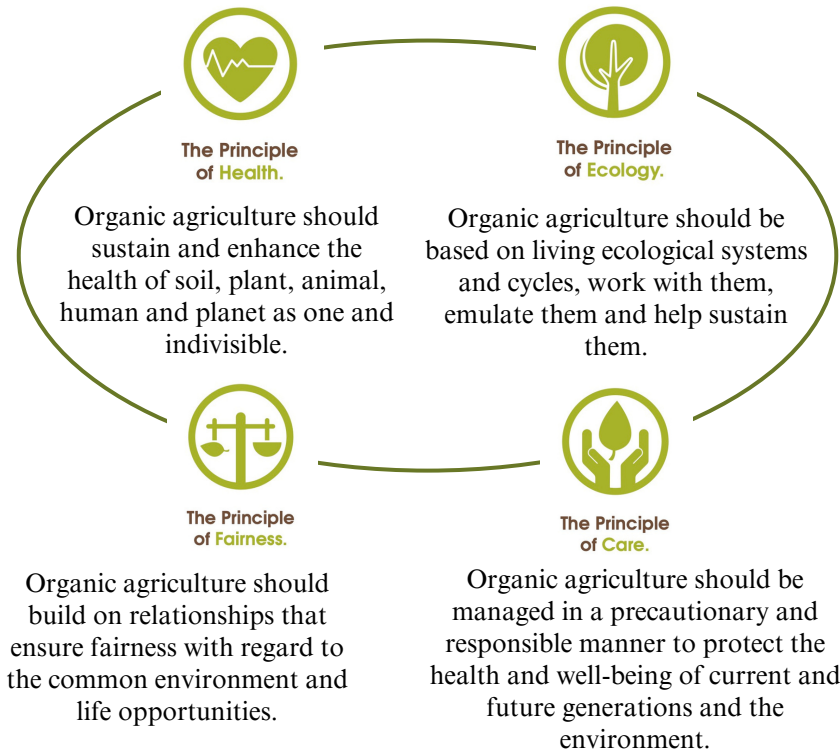 The Principle
of Health.
Organic agriculture should
sustain and enhance the
health of soil, plant, animal,
human and planet as one and
indivisible.
The Principle
of Ecology.
Organic agriculture should be
based on living ecological systems
and cycles, work with them,
emulate them and help sustain
them.
The Principle
of Fairness.
Organic agriculture should
build on relationships that
ensure fairness with regard to
the common environment and
life opportunities.
The Principle
of Care.
Organic agriculture should be
managed in a precautionary and
responsible manner to protect the
health and well-being of current and
future generations and the
environment.